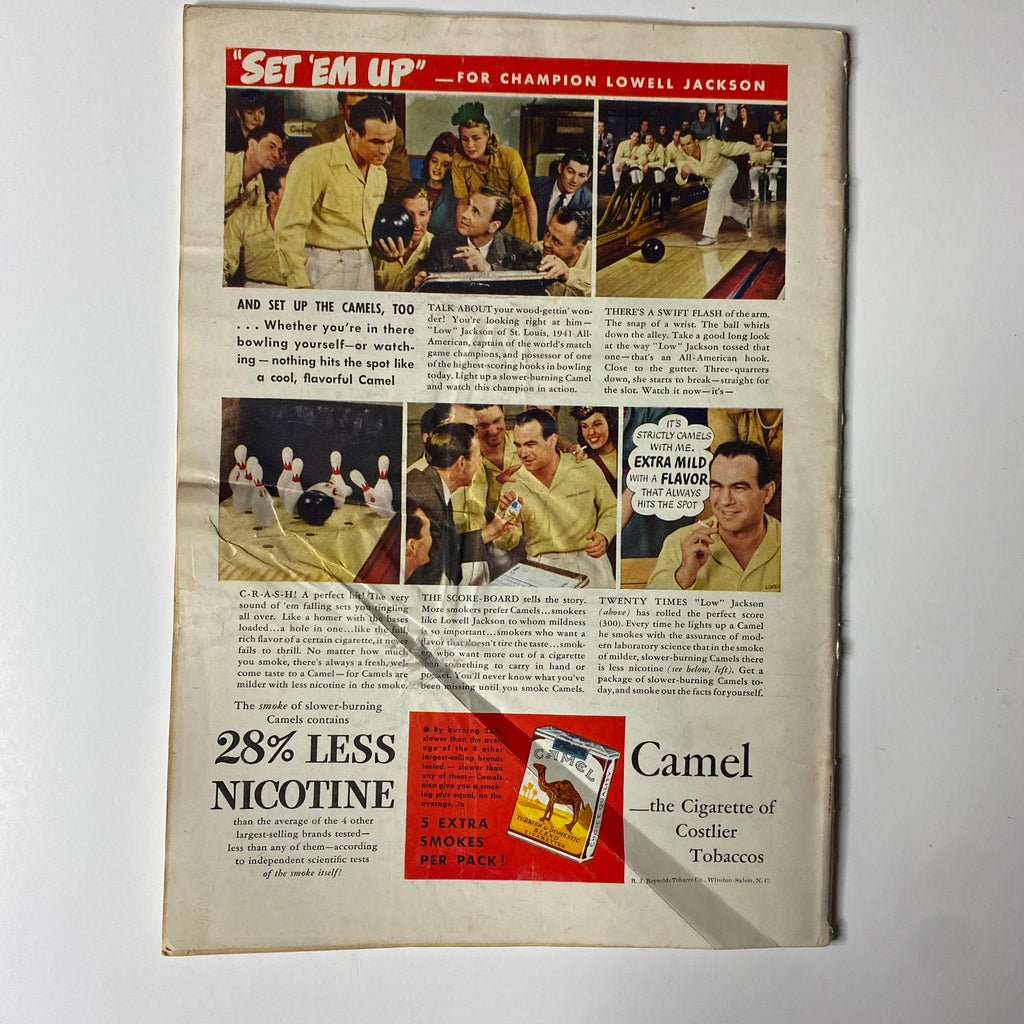 "SET 'EM UP" —FOR CHAMPION LOWELL JACKSON
AND SET UP THE CAMELS, TOO
. . . Whether you're in there
bowling yourself—or watch-
ing—nothing hits the spot like
a cool, flavorful Camel
TALK ABOUT your wood-gettin' won-
der! You're looking right at him—
"Low" Jackson of St. Louis, 1941 All-
American, captain of the world's match
game champions, and possessor of one
of the highest-scoring hooks in bowling
today. Light up a slower-burning Camel
and watch this champion in action.
THERE'S A SWIFT FLASH of the arm.
The snap of a wrist. The ball whirls
down the alley. Take a good long look
at the way "Low" Jackson tossed that
one—that's an All-American hook.
Close to the gutter. Three-quarters
down, she starts to break—straight for
the slot. Watch it now—it's—
IT'S
STRICTLY CAMELS
WITH ME.
EXTRA MILD
WITH A FLAVOR
THAT ALWAYS
HITS THE SPOT
C-R-A-S-H! A perfect hit! The very
sound of 'em falling sets you tingling
all over. Like a homer with the bases
loaded...a hole in one...like the full,
rich flavor of a certain cigarette, it never
fails to thrill. No matter how much
you smoke, there's always a fresh, wel-
come taste to a Camel—for Camels are
milder with less nicotine in the smoke.
THE SCORE-BOARD tells the story.
More smokers prefer Camels...smokers
like Lowell Jackson to whom mildness
is so important...smokers who want a
flavor that doesn't tire the taste...smok-
ers who want more out of a cigarette
than something to carry in hand or
pocket. You'll never know what you've
been missing until you smoke Camels.
TWENTY TIMES "Low" Jackson
(above) has rolled the perfect score
(300). Every time he lights up a Camel
he smokes with the assurance of mod-
ern laboratory science that in the smoke
of milder, slower-burning Camels there
is less nicotine (see below, left). Get a
package of slower-burning Camels to-
day, and smoke out the facts for yourself.
The smoke of slower-burning
Camels contains
28% LESS
NICOTINE
than the average of the 4 other
largest-selling brands tested—
less than any of them—according
to independent scientific tests
of the smoke itself!
● By burning 25%
slower than the aver-
age of the 4 other
largest-selling brands
tested — slower than
any of them—Camels
also give you a smok-
ing plus equal, on the
average, to
5 EXTRA
SMOKES
PER PACK!
CAMEL
TURKISH & DOMESTIC
BLEND
CIGARETTES
CHOICE QUALITY
Camel
—the Cigarette of
Costlier
Tobaccos
R. J. Reynolds Tobacco Co., Winston-Salem, N. C.